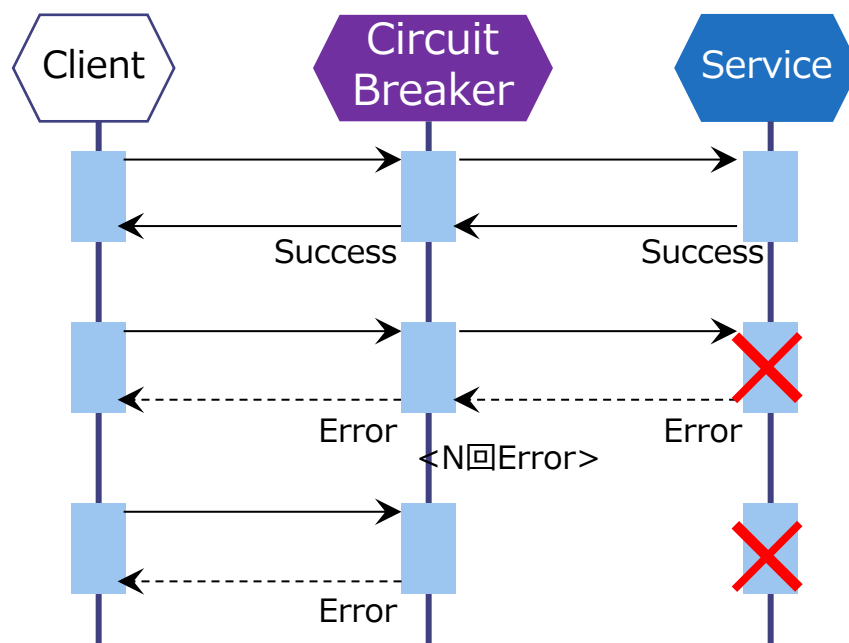 Client
Circuit
Breaker
Service
Success
Success
Error
Error
<N回Error>
Error